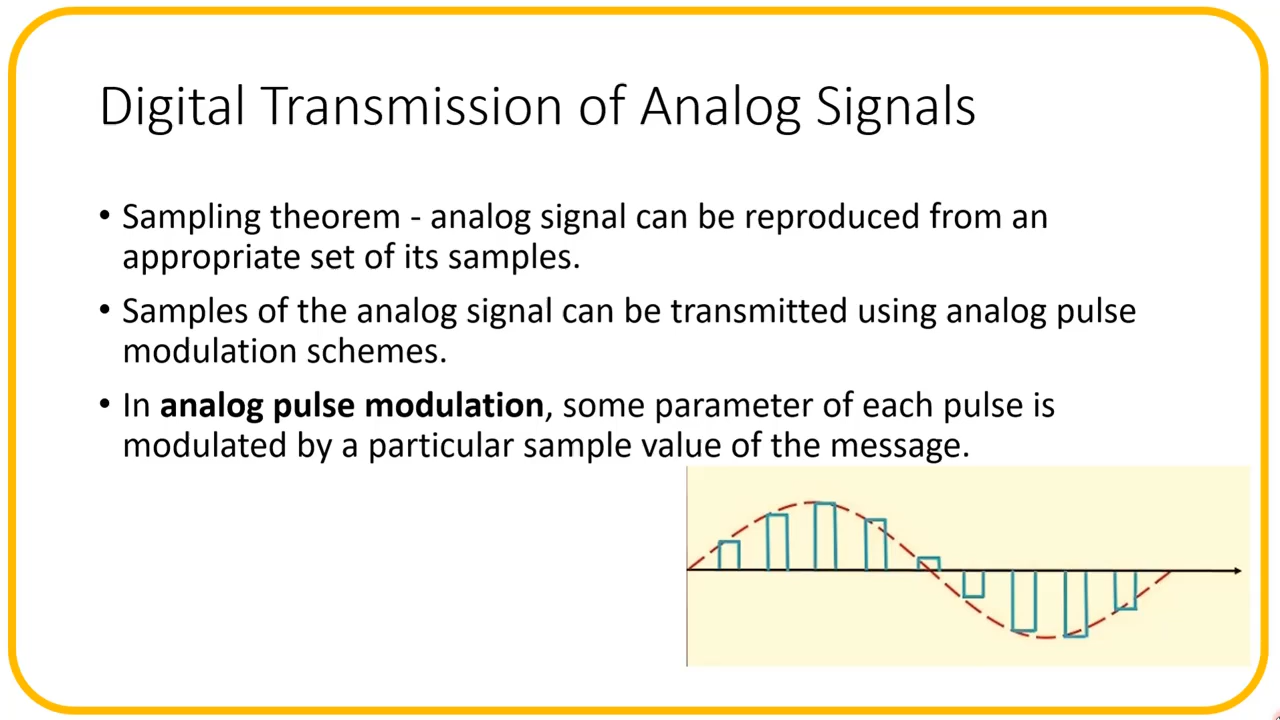 Digital Transmission of Analog Signals
• Sampling theorem - analog signal can be reproduced from an
appropriate set of its samples.
• Samples of the analog signal can be transmitted using analog pulse
modulation schemes.
• In analog pulse modulation, some parameter of each pulse is
modulated by a particular sample value of the message.